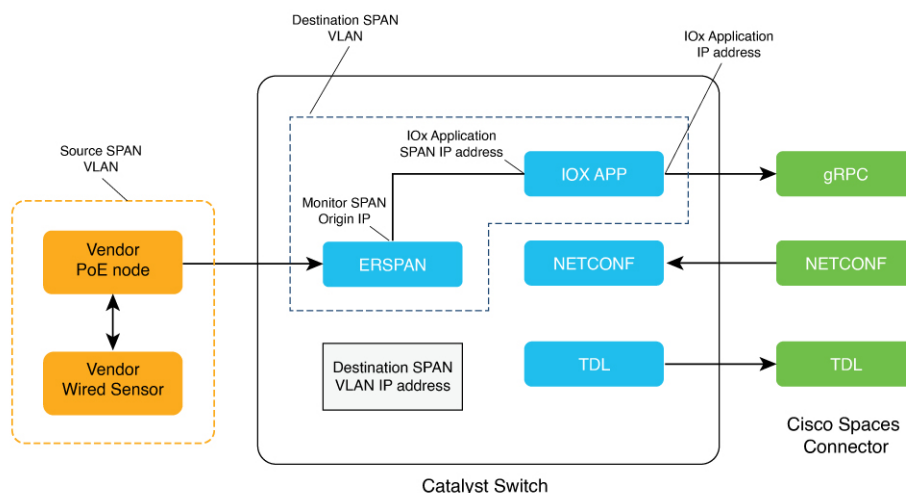 Destination SPAN
VLAN
IOx Application
IP address
Source SPAN
VLAN
IOx Application
SPAN IP address
IOX APP
gRPC
Monitor SPAN
Origin IP
Vendor
PoE node
ERSPAN
NETCONF
NETCONF
Vendor
Wired Sensor
Destination SPAN
VLAN IP address
TDL
TDL
Cisco Spaces
Connector
Catalyst Switch